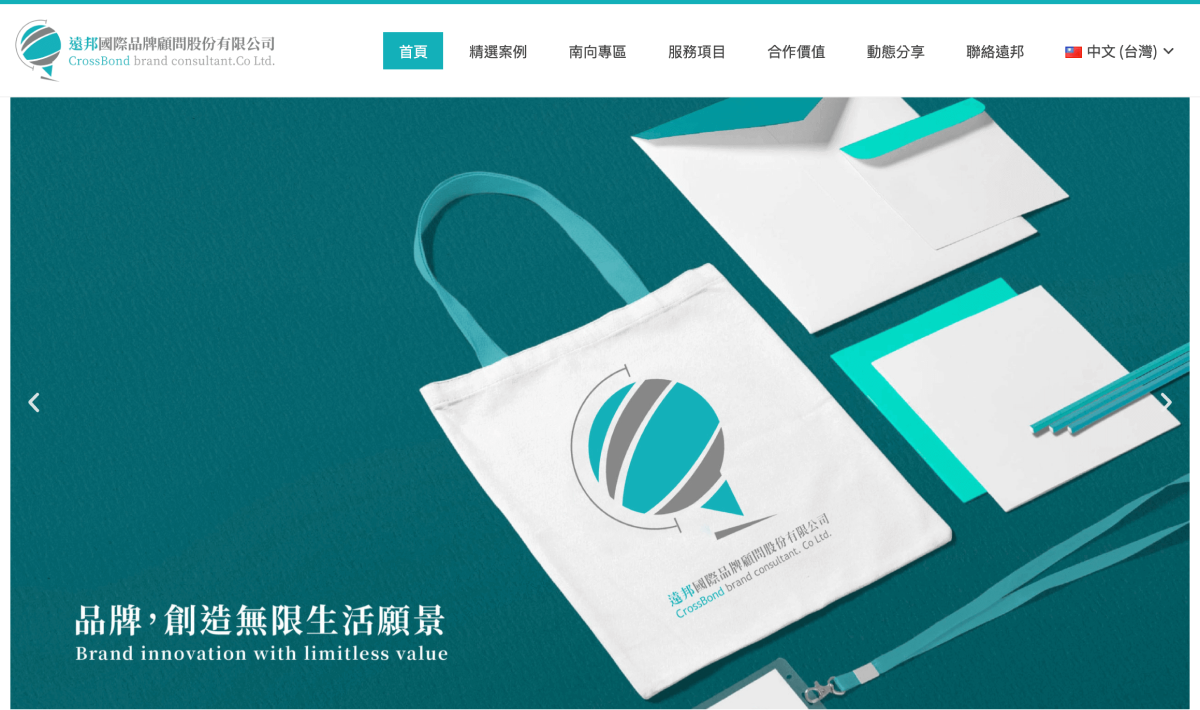 遠邦國際品牌顧問股份有限公司
CrossBond brand consultant.Co Ltd.
首頁
精選案例
南向專區
服務項目
合作價值
動態分享
聯絡遠邦
中文 (台灣)
遠邦國際品牌顧問股份有限公司
CrossBond brand consultant. Co Ltd.
品牌，創造無限生活願景
Brand innovation with limitless value